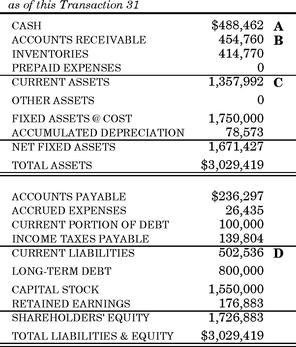 as of this Transaction 31
CASH $488,462 A
ACCOUNTS RECEIVABLE 454,760 B
INVENTORIES 414,770
PREPAID EXPENSES 0
CURRENT ASSETS 1,357,992 C
OTHER ASSETS 0
FIXED ASSETS @ COST 1,750,000
ACCUMULATED DEPRECIATION 78,573
NET FIXED ASSETS 1,671,427
TOTAL ASSETS $3,029,419
ACCOUNTS PAYABLE $236,297
ACCRUED EXPENSES 26,435
CURRENT PORTION OF DEBT 100,000
INCOME TAXES PAYABLE 139,804
CURRENT LIABILITIES 502,536 D
LONG-TERM DEBT 800,000
CAPITAL STOCK 1,550,000
RETAINED EARNINGS 176,883
SHAREHOLDERS' EQUITY 1,726,883
TOTAL LIABILITIES & EQUITY $3,029,419